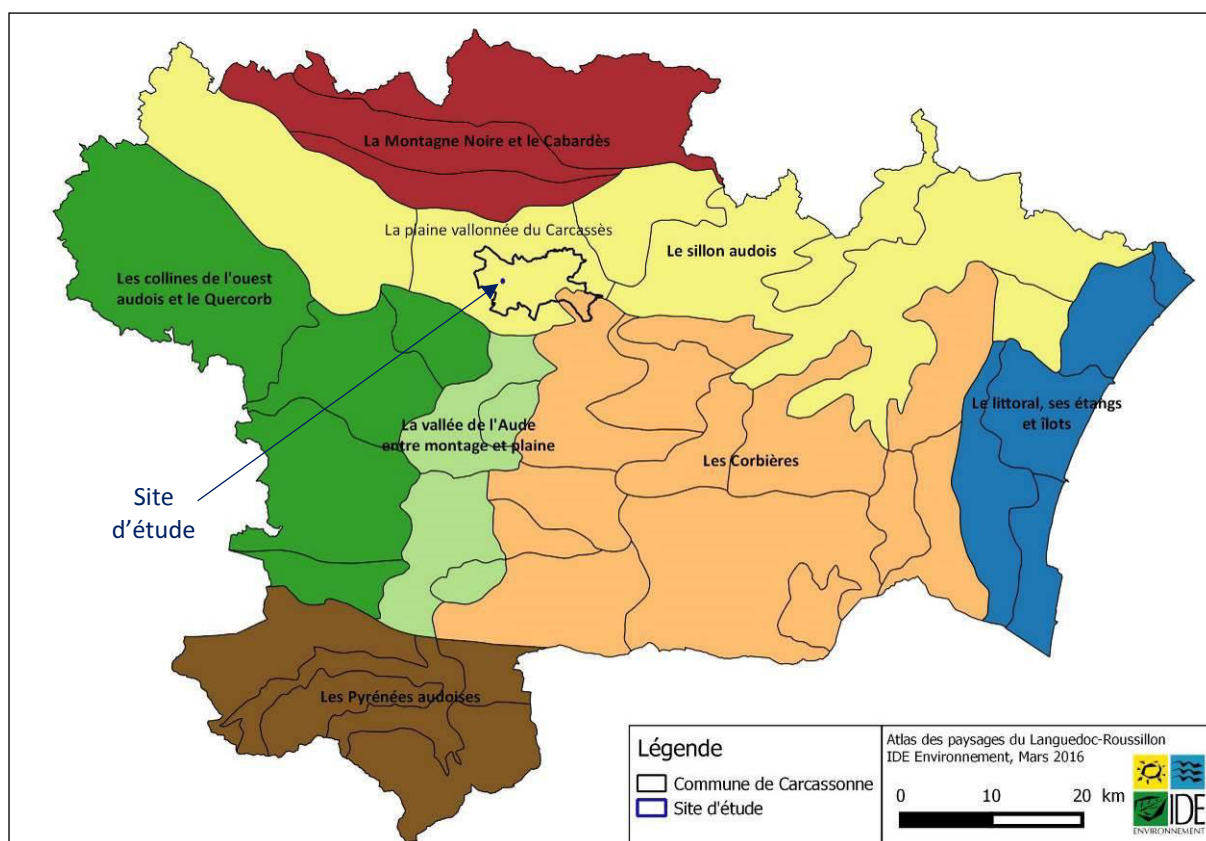 La Montagne Noire et le Cabardès
La plaine vallonnée du Carcassès
Le sillon audois
Les collines de l'ouest
audois et le Quercorb
Le littoral, ses étangs
et îlots
La vallée de l'Aude
entre montage et plaine
Les Corbières
Site
d'étude
Les Pyrénées audoises
Légende
Commune de Carcassonne
Site d'étude
Atlas des paysages du Languedoc-Roussillon
IDE Environnement, Mars 2016
0 10 20 km
IDE
ENVIRONNEMENT